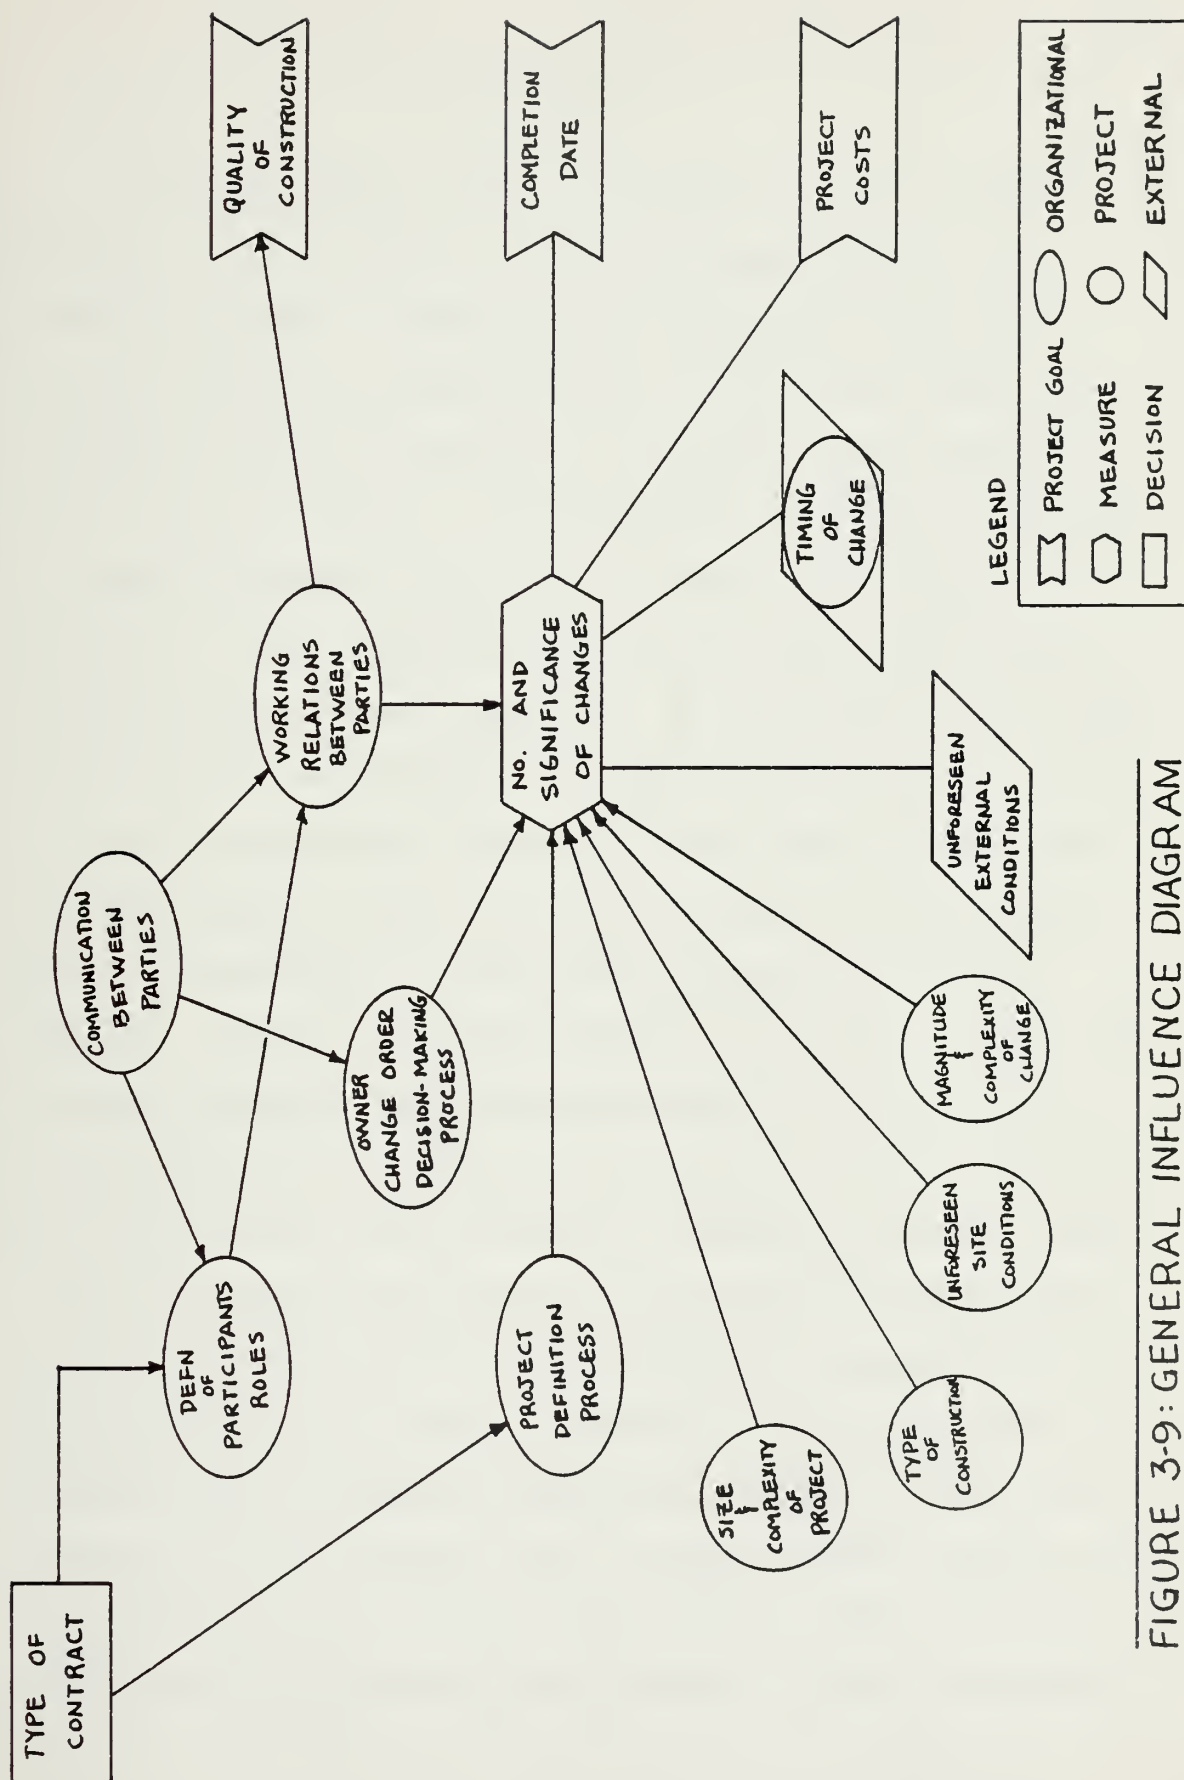 TYPE OF
CONTRACT
DEFN
OF
PARTICIPANTS
ROLES
COMMUNICATION
BETWEEN
PARTIES
WORKING
RELATIONS
BETWEEN
PARTIES
QUALITY
OF
CONSTRUCTION
OWNER
CHANGE ORDER
DECISION-MAKING
PROCESS
PROJECT
DEFINITION
PROCESS
NO. AND
SIGNIFICANCE
OF CHANGES
COMPLETION
DATE
SIZE
&
COMPLEXITY
OF
PROJECT
TYPE
OF
CONSTRUCTION
UNFORESEEN
SITE
CONDITIONS
MAGNITUDE
&
COMPLEXITY
OF
CHANGE
UNFORESEEN
EXTERNAL
CONDITIONS
TIMING
OF
CHANGE
PROJECT
COSTS
LEGEND
PROJECT GOAL ORGANIZATIONAL
MEASURE PROJECT
DECISION EXTERNAL
FIGURE 3-9: GENERAL INFLUENCE DIAGRAM